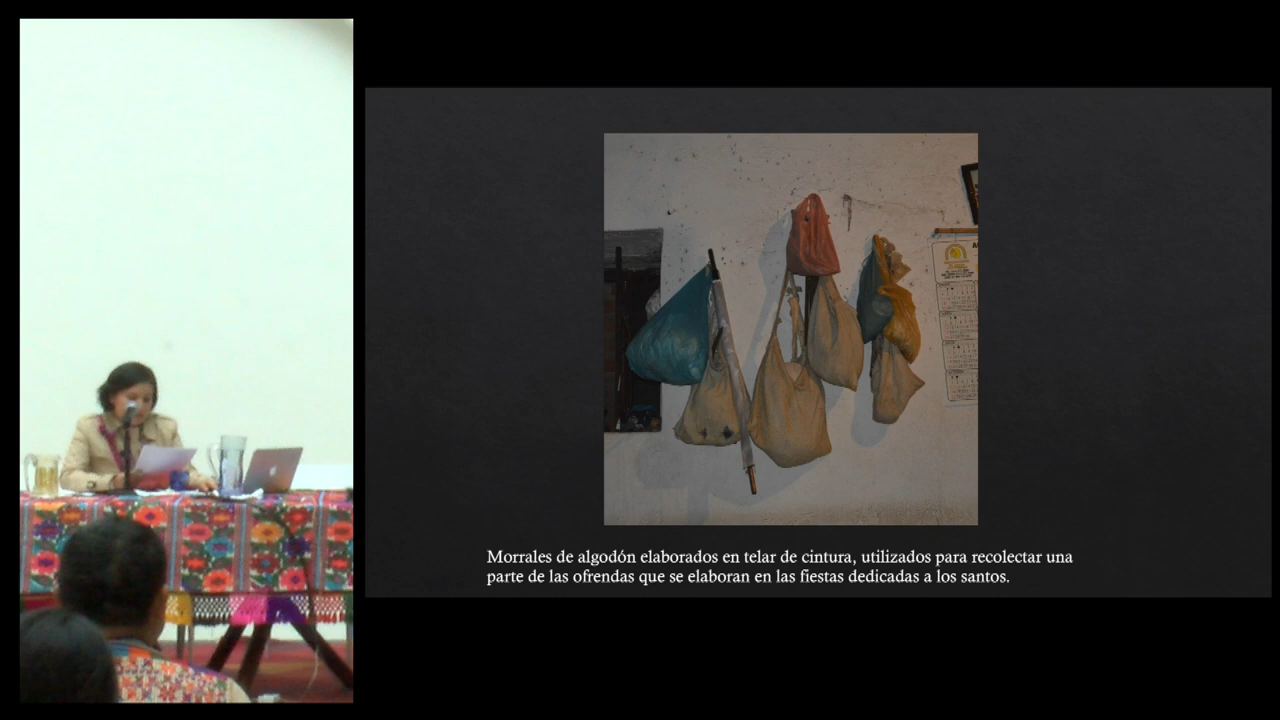 Morrales de algodón elaborados en telar de cintura, utilizados para recolectar una
parte de las ofrendas que se elaboran en las fiestas dedicadas a los santos.